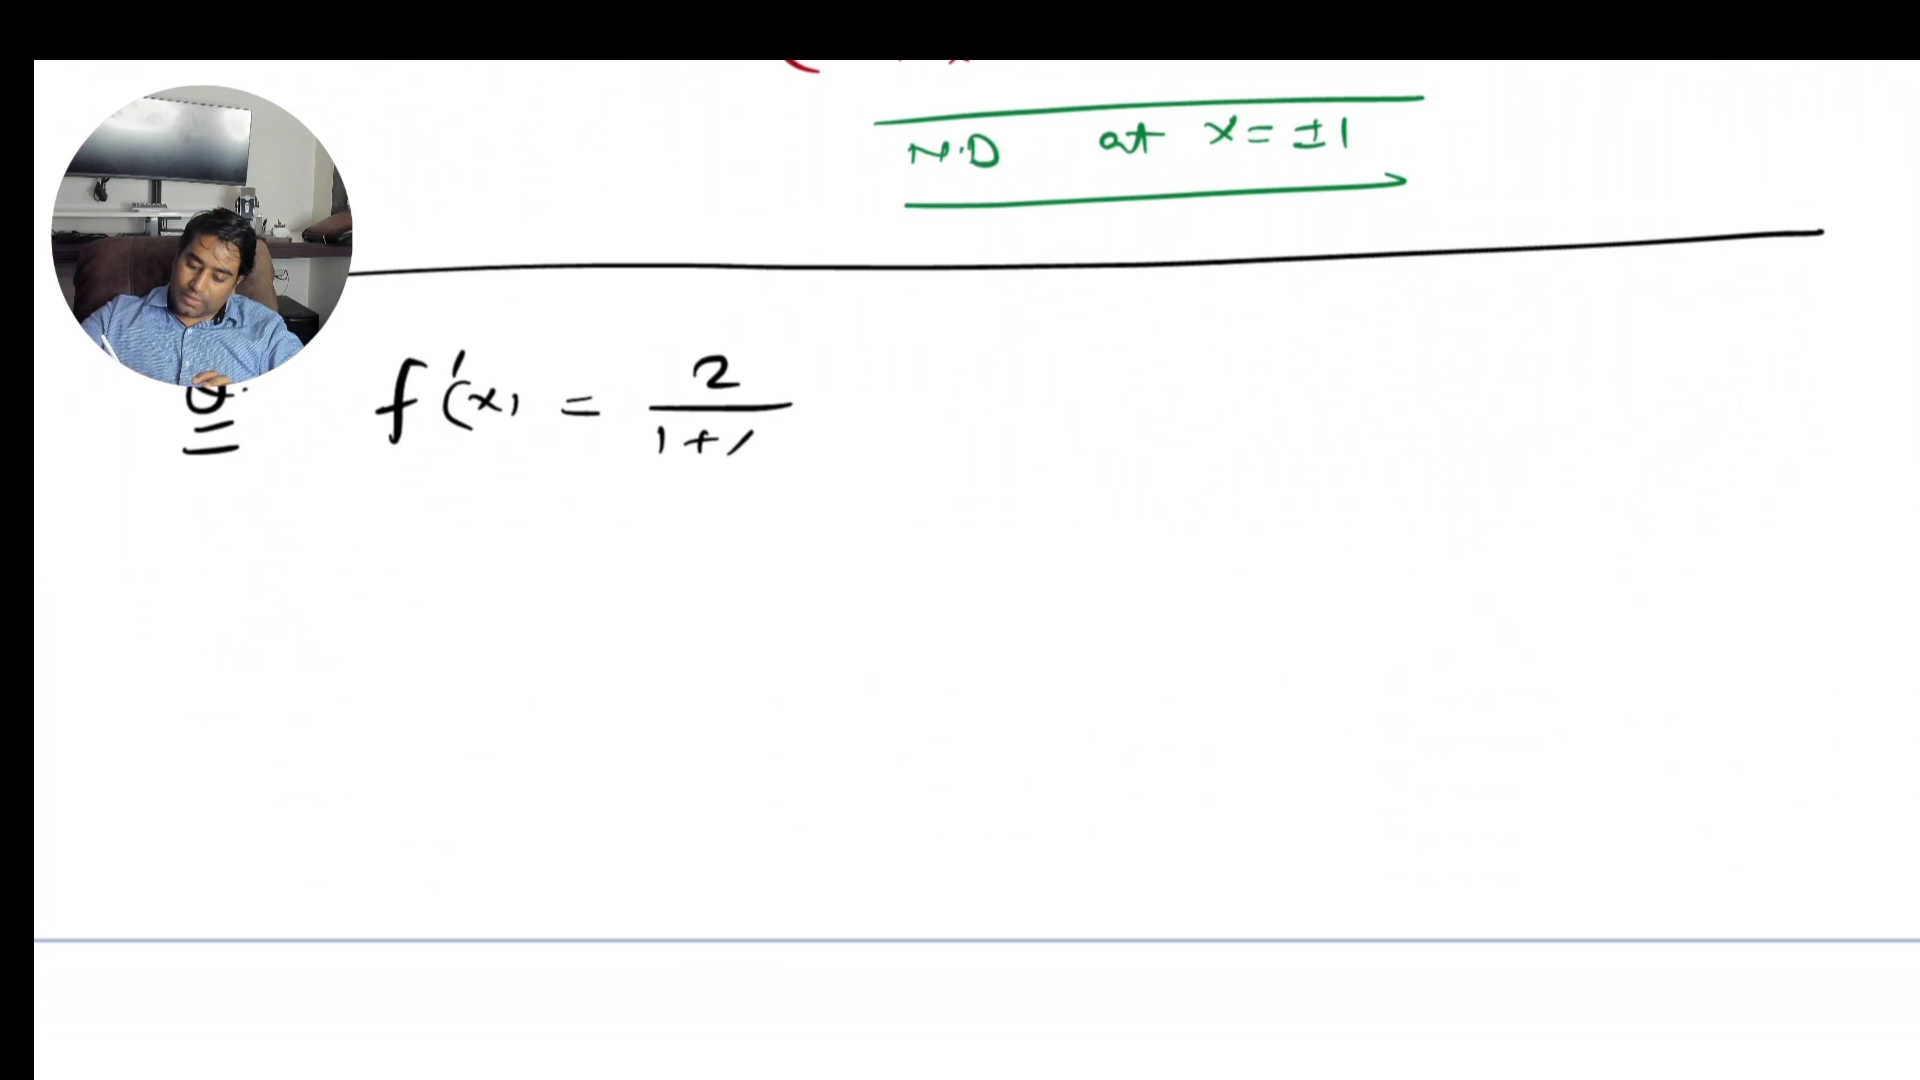 N.D at x = ±1
Q. f'(x) = 2 / 1 + /